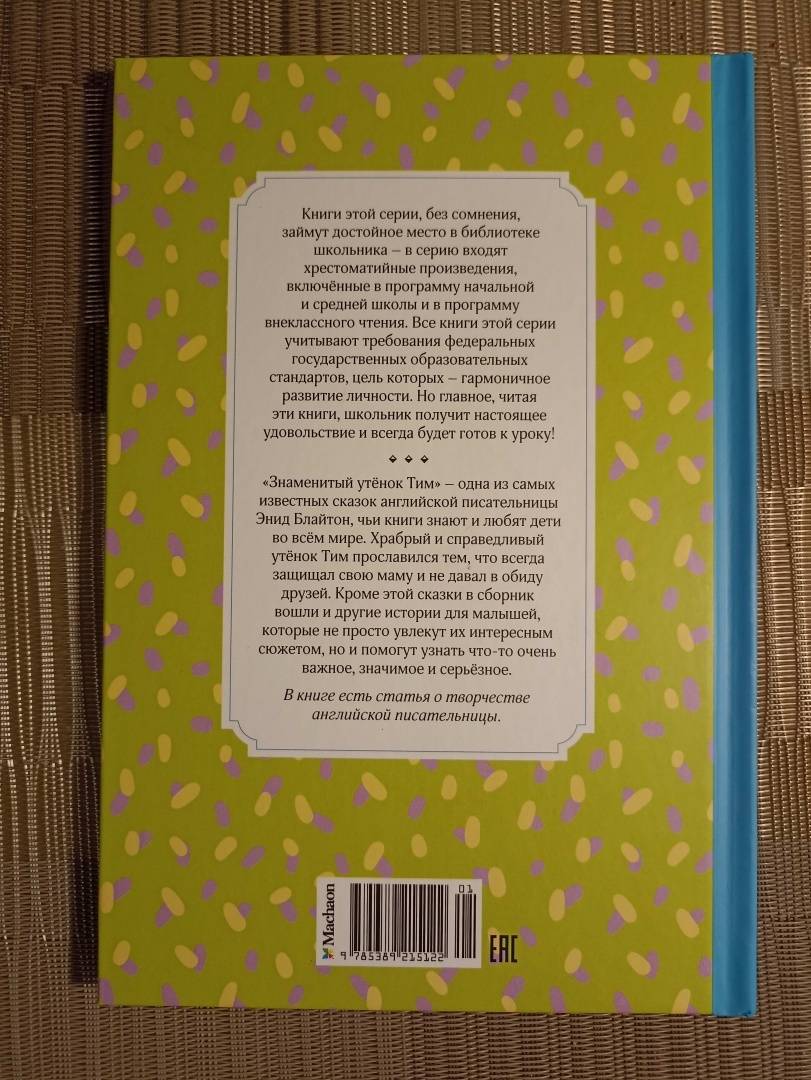 Книги этой серии, без сомнения,
займут достойное место в библиотеке
школьника – в серию входят
хрестоматийные произведения,
включённые в программу начальной
и средней школы и в программу
внеклассного чтения. Все книги этой серии
учитывают требования федеральных
государственных образовательных
стандартов, цель которых – гармоничное
развитие личности. Но главное, читая
эти книги, школьник получит настоящее
удовольствие и всегда будет готов к уроку!
«Знаменитый утёнок Тим» – одна из самых
известных сказок английской писательницы
Энид Блайтон, чьи книги знают и любят дети
во всём мире. Храбрый и справедливый
утёнок Тим прославился тем, что всегда
защищал свою маму и не давал в обиду
друзей. Кроме этой сказки в сборник
вошли и другие истории для малышей,
которые не просто увлекут их интересным
сюжетом, но и помогут узнать что-то очень
важное, значимое и серьёзное.
В книге есть статья о творчестве
английской писательницы.
Machaon
01
9 785389 215122
EAC